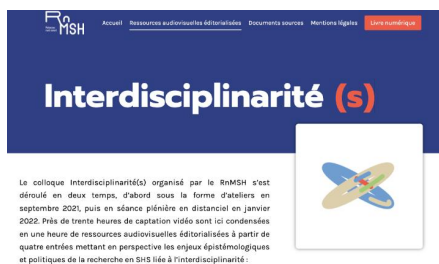 RnMSH
Accueil Ressources audiovisuelles éditorialisées Documents sources Mentions légales Livre numérique
Interdisciplinarité (s)
Le colloque Interdisciplinarité(s) organisé par le RnMSH s'est
déroulé en deux temps, d'abord sous la forme d'ateliers en
septembre 2021, puis en séance plénière en distanciel en janvier
2022. Près de trente heures de captation vidéo sont ici condensées
en une heure de ressources audiovisuelles éditorialisées à partir de
quatre entrées mettant en perspective les enjeux épistémologiques
et politiques de la recherche en SHS liée à l'interdisciplinarité :